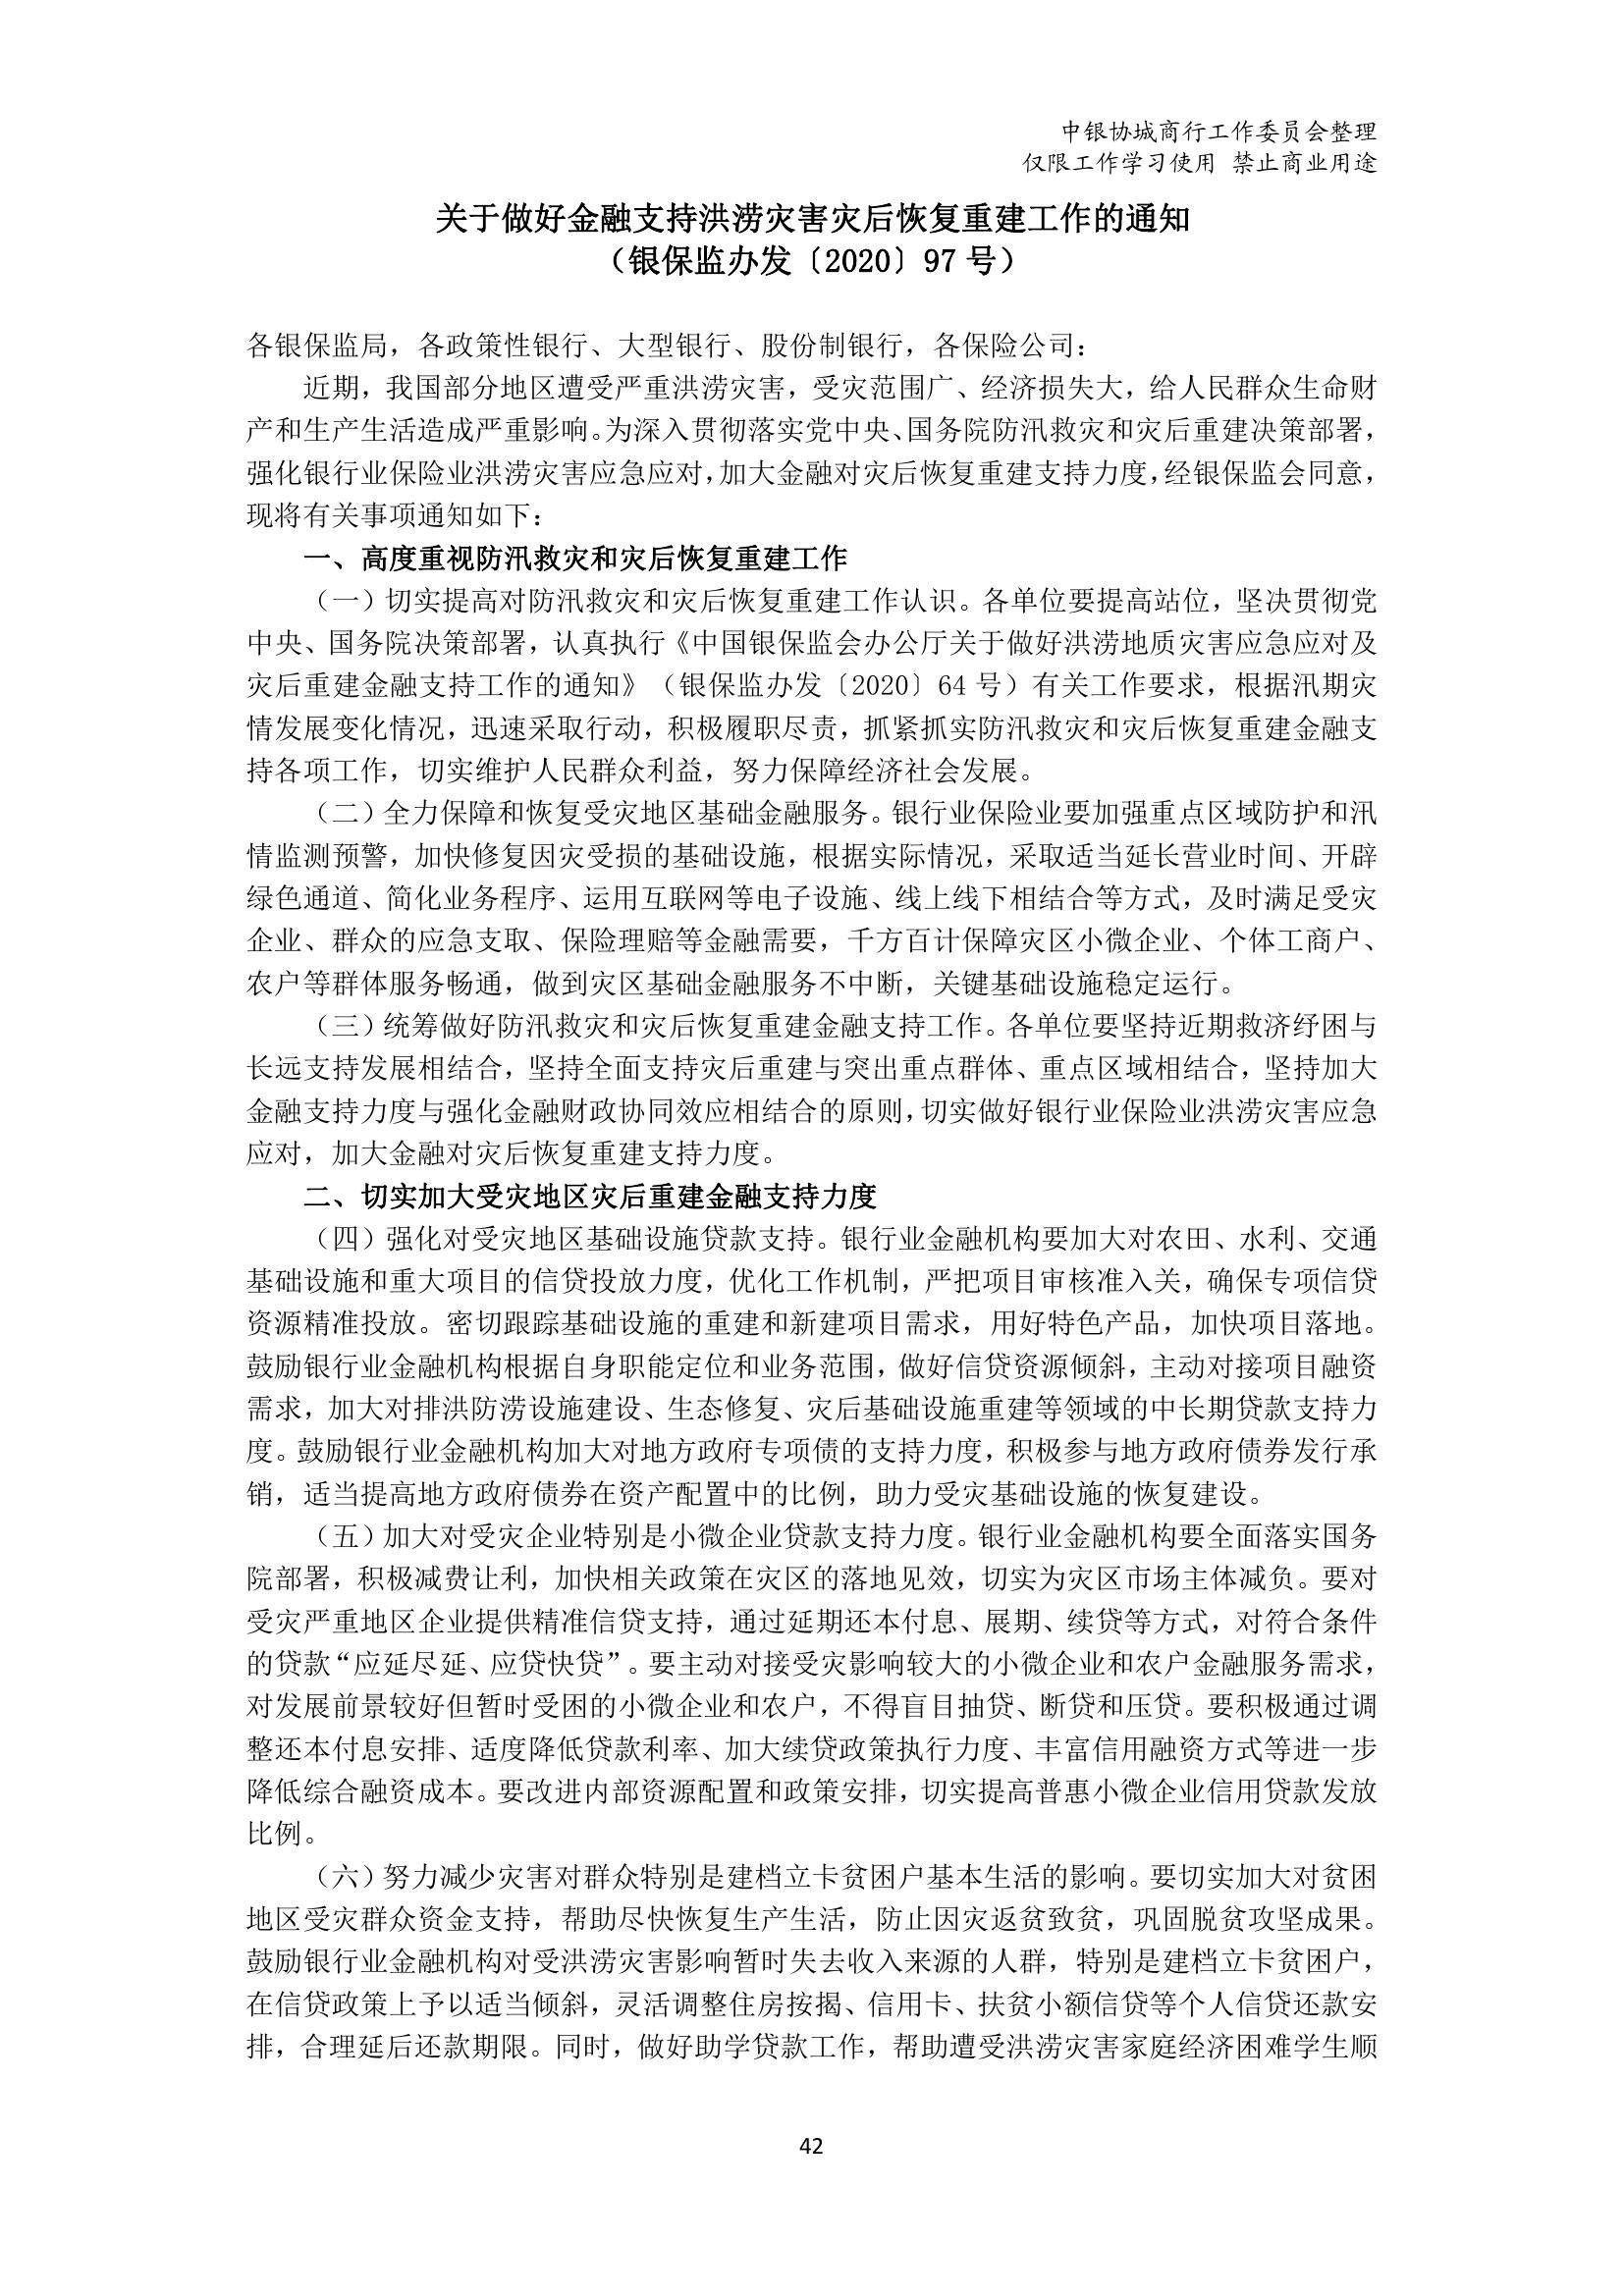 中银协城商行工作委员会整理
仅限工作学习使用 禁止商业用途
关于做好金融支持洪涝灾害灾后恢复重建工作的通知
（银保监办发〔2020〕97 号）
各银保监局，各政策性银行、大型银行、股份制银行，各保险公司：
近期，我国部分地区遭受严重洪涝灾害，受灾范围广、经济损失大，给人民群众生命财
产和生产生活造成严重影响。为深入贯彻落实党中央、国务院防汛救灾和灾后重建决策部署，
强化银行业保险业洪涝灾害应急应对，加大金融对灾后恢复重建支持力度，经银保监会同意，
现将有关事项通知如下：
一、高度重视防汛救灾和灾后恢复重建工作
（一）切实提高对防汛救灾和灾后恢复重建工作认识。各单位要提高站位，坚决贯彻党
中央、国务院决策部署，认真执行《中国银保监会办公厅关于做好洪涝地质灾害应急应对及
灾后重建金融支持工作的通知》（银保监办发〔2020〕64 号）有关工作要求，根据汛期灾
情发展变化情况，迅速采取行动，积极履职尽责，抓紧抓实防汛救灾和灾后恢复重建金融支
持各项工作，切实维护人民群众利益，努力保障经济社会发展。
（二）全力保障和恢复受灾地区基础金融服务。银行业保险业要加强重点区域防护和汛
情监测预警，加快修复因灾受损的基础设施，根据实际情况，采取适当延长营业时间、开辟
绿色通道、简化业务程序、运用互联网等电子设施、线上线下相结合等方式，及时满足受灾
企业、群众的应急支取、保险理赔等金融需要，千方百计保障灾区小微企业、个体工商户、
农户等群体服务畅通，做到灾区基础金融服务不中断，关键基础设施稳定运行。
（三）统筹做好防汛救灾和灾后恢复重建金融支持工作。各单位要坚持近期救济纾困与
长远支持发展相结合，坚持全面支持灾后重建与突出重点群体、重点区域相结合，坚持加大
金融支持力度与强化金融财政协同效应相结合的原则，切实做好银行业保险业洪涝灾害应急
应对，加大金融对灾后恢复重建支持力度。
二、切实加大受灾地区灾后重建金融支持力度
（四）强化对受灾地区基础设施贷款支持。银行业金融机构要加大对农田、水利、交通
基础设施和重大项目的信贷投放力度，优化工作机制，严把项目审核准入关，确保专项信贷
资源精准投放。密切跟踪基础设施的重建和新建项目需求，用好特色产品，加快项目落地。
鼓励银行业金融机构根据自身职能定位和业务范围，做好信贷资源倾斜，主动对接项目融资
需求，加大对排洪防涝设施建设、生态修复、灾后基础设施重建等领域的中长期贷款支持力
度。鼓励银行业金融机构加大对地方政府专项债的支持力度，积极参与地方政府债券发行承
销，适当提高地方政府债券在资产配置中的比例，助力受灾基础设施的恢复建设。
（五）加大对受灾企业特别是小微企业贷款支持力度。银行业金融机构要全面落实国务
院部署，积极减费让利，加快相关政策在灾区的落地见效，切实为灾区市场主体减负。要对
受灾严重地区企业提供精准信贷支持，通过延期还本付息、展期、续贷等方式，对符合条件
的贷款“应延尽延、应贷快贷”。要主动对接受灾影响较大的小微企业和农户金融服务需求，
对发展前景较好但暂时受困的小微企业和农户，不得盲目抽贷、断贷和压贷。要积极通过调
整还本付息安排、适度降低贷款利率、加大续贷政策执行力度、丰富信用融资方式等进一步
降低综合融资成本。要改进内部资源配置和政策安排，切实提高普惠小微企业信用贷款发放
比例。
（六）努力减少灾害对群众特别是建档立卡贫困户基本生活的影响。要切实加大对贫困
地区受灾群众资金支持，帮助尽快恢复生产生活，防止因灾返贫致贫，巩固脱贫攻坚成果。
鼓励银行业金融机构对受洪涝灾害影响暂时失去收入来源的人群，特别是建档立卡贫困户，
在信贷政策上予以适当倾斜，灵活调整住房按揭、信用卡、扶贫小额信贷等个人信贷还款安
排，合理延后还款期限。同时，做好助学贷款工作，帮助遭受洪涝灾害家庭经济困难学生顺
42